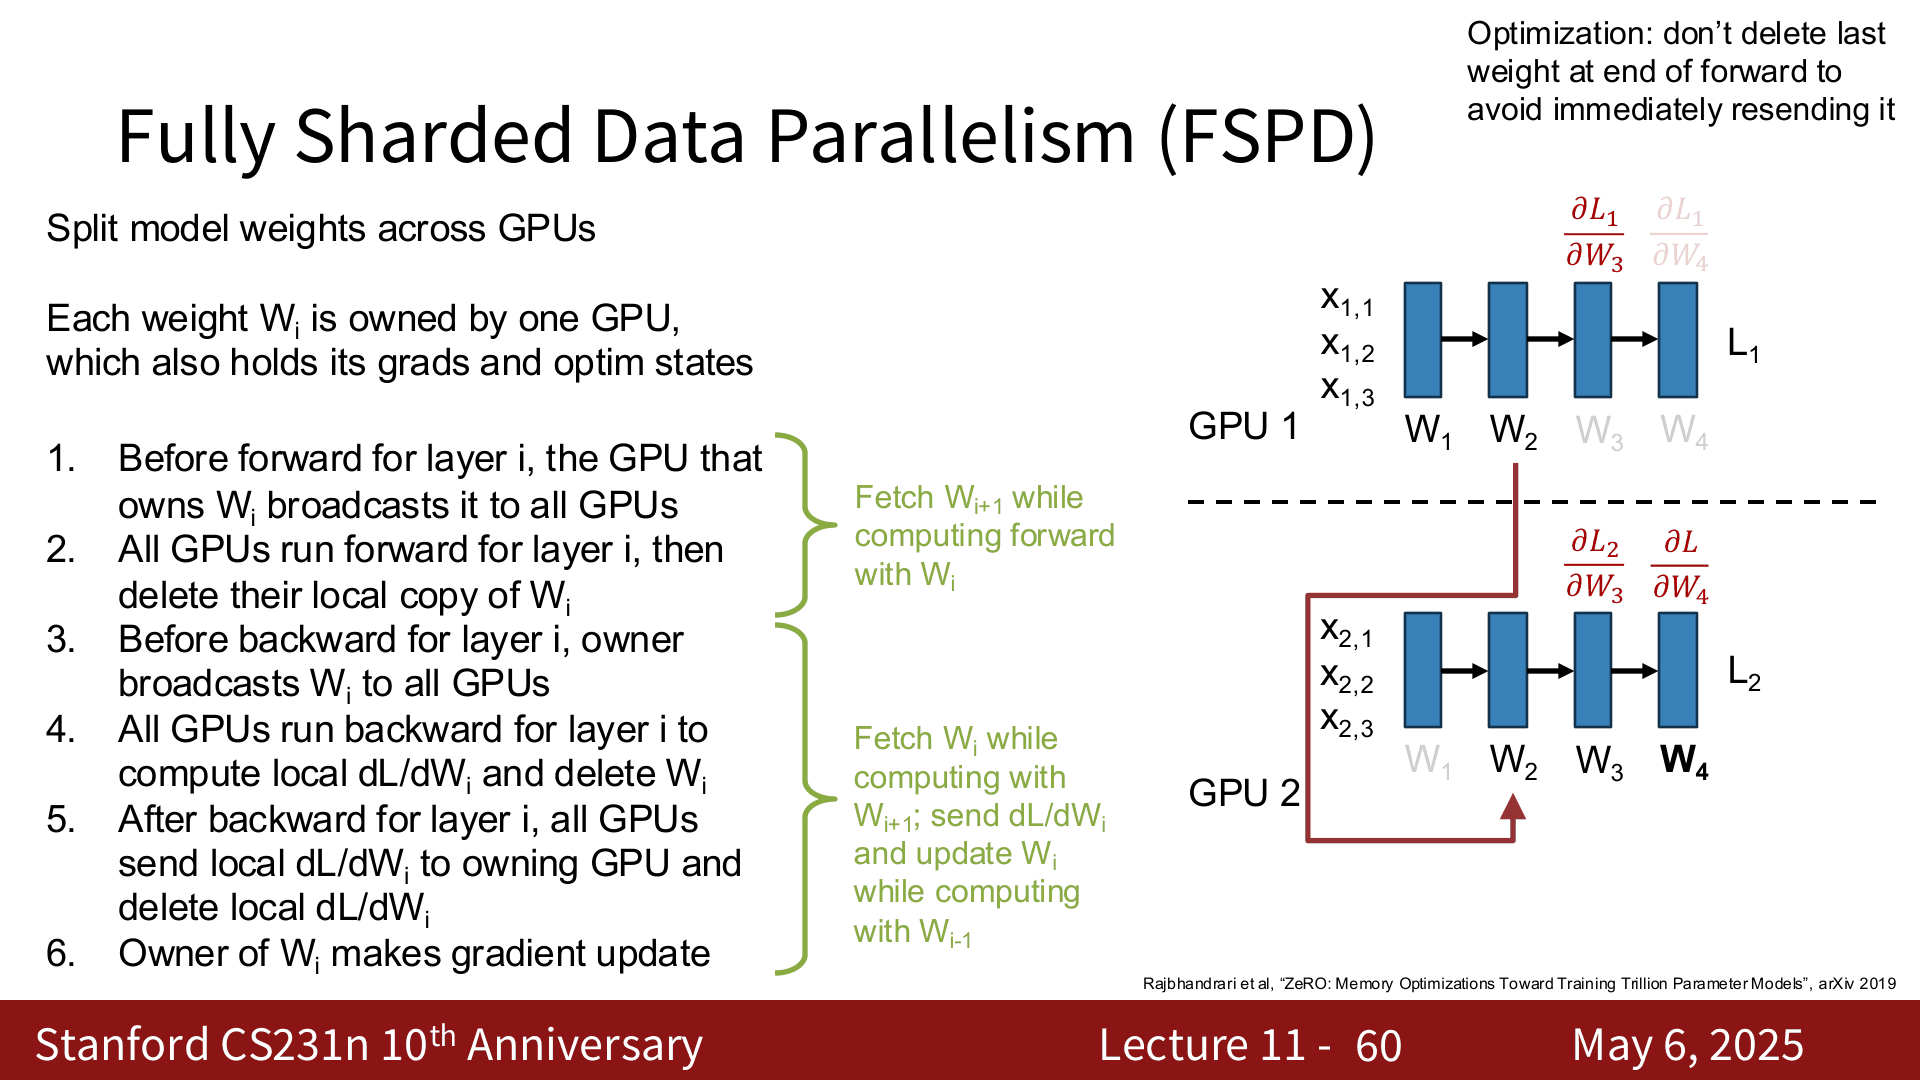 Optimization: don’t delete last
weight at end of forward to
avoid immediately resending it
Fully Sharded Data Parallelism (FSPD)
Split model weights across GPUs
Each weight Wi is owned by one GPU,
which also holds its grads and optim states
1. Before forward for layer i, the GPU that
owns Wi broadcasts it to all GPUs
2. All GPUs run forward for layer i, then
delete their local copy of Wi
3. Before backward for layer i, owner
broadcasts Wi to all GPUs
4. All GPUs run backward for layer i to
compute local dL/dWi and delete Wi
5. After backward for layer i, all GPUs
send local dL/dWi to owning GPU and
delete local dL/dWi
6. Owner of Wi makes gradient update
Fetch Wi+1 while
computing forward
with Wi
Fetch Wi while
computing with
Wi+1; send dL/dWi
and update Wi
while computing
with Wi-1
∂L1 ∂L1
∂W3 ∂W4
x1,1
x1,2
x1,3
L1
GPU 1
W1 W2 W3 W4
∂L2 ∂L
∂W3 ∂W4
x2,1
x2,2
x2,3
L2
W1 W2 W3 W4
GPU 2
Rajbhandrari et al, “ZeRO: Memory Optimizations Toward Training Trillion Parameter Models”, arXiv 2019
Stanford CS231n 10th Anniversary
Lecture 11 - 60
May 6, 2025